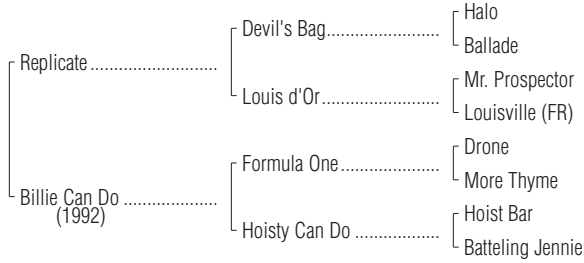 Halo
Devil's Bag
Ballade
Replicate
Mr. Prospector
Louis d'Or
Louisville (FR)
Drone
Formula One
More Thyme
Billie Can Do
(1992)
Hoist Bar
Hoisty Can Do
Batteling Jennie